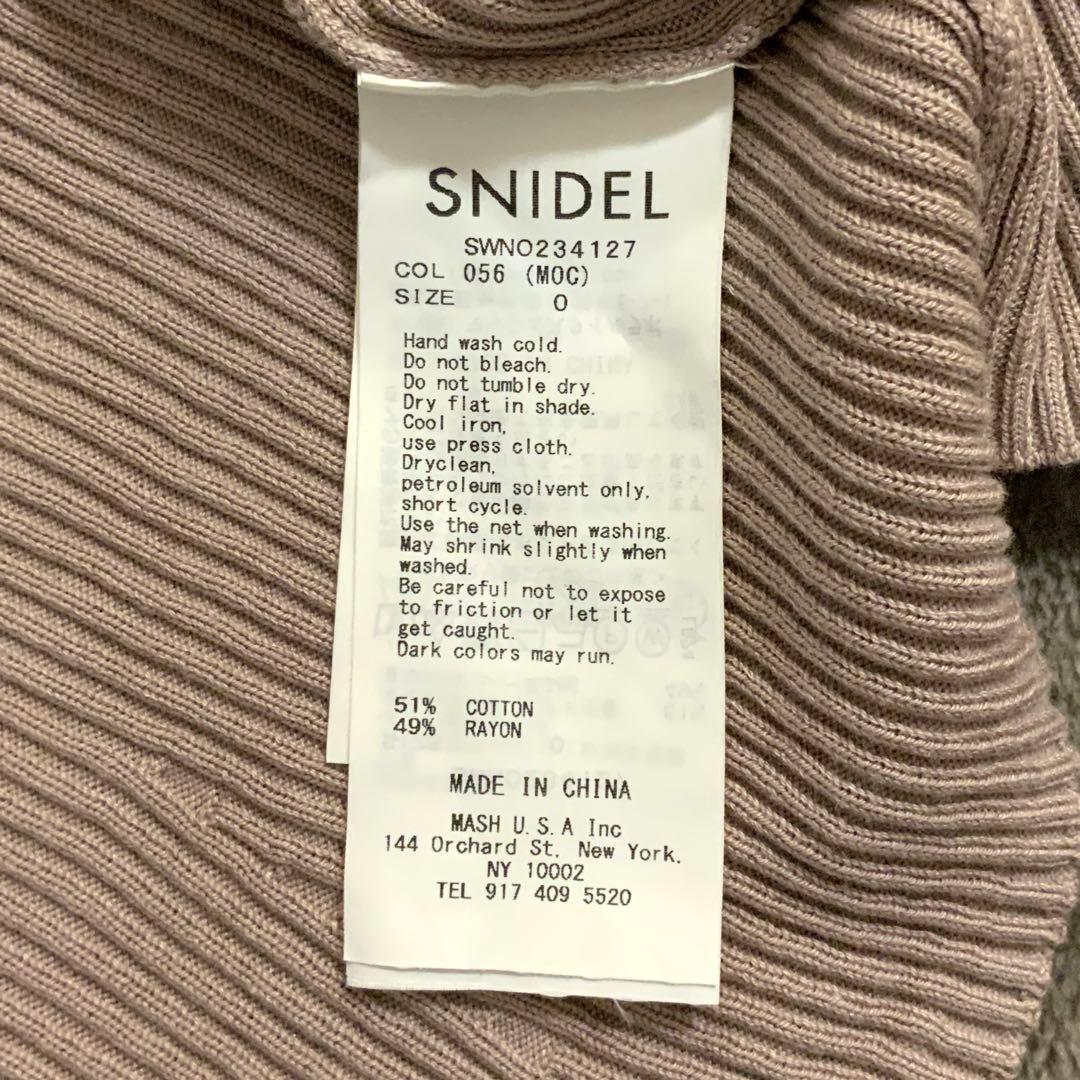 SNIDEL
SWNO234127
COL 056 (MOC)
SIZE 0
Hand wash cold.
Do not bleach.
Do not tumble dry.
Dry flat in shade.
Cool iron,
use press cloth.
Dryclean,
petroleum solvent only,
short cycle.
Use the net when washing.
May shrink slightly when
washed.
Be careful not to expose
to friction or let it
get caught.
Dark colors may run.
51% COTTON
49% RAYON
MADE IN CHINA
MASH U.S.A Inc
144 Orchard St, New York.
NY 10002
TEL 917 409 5520